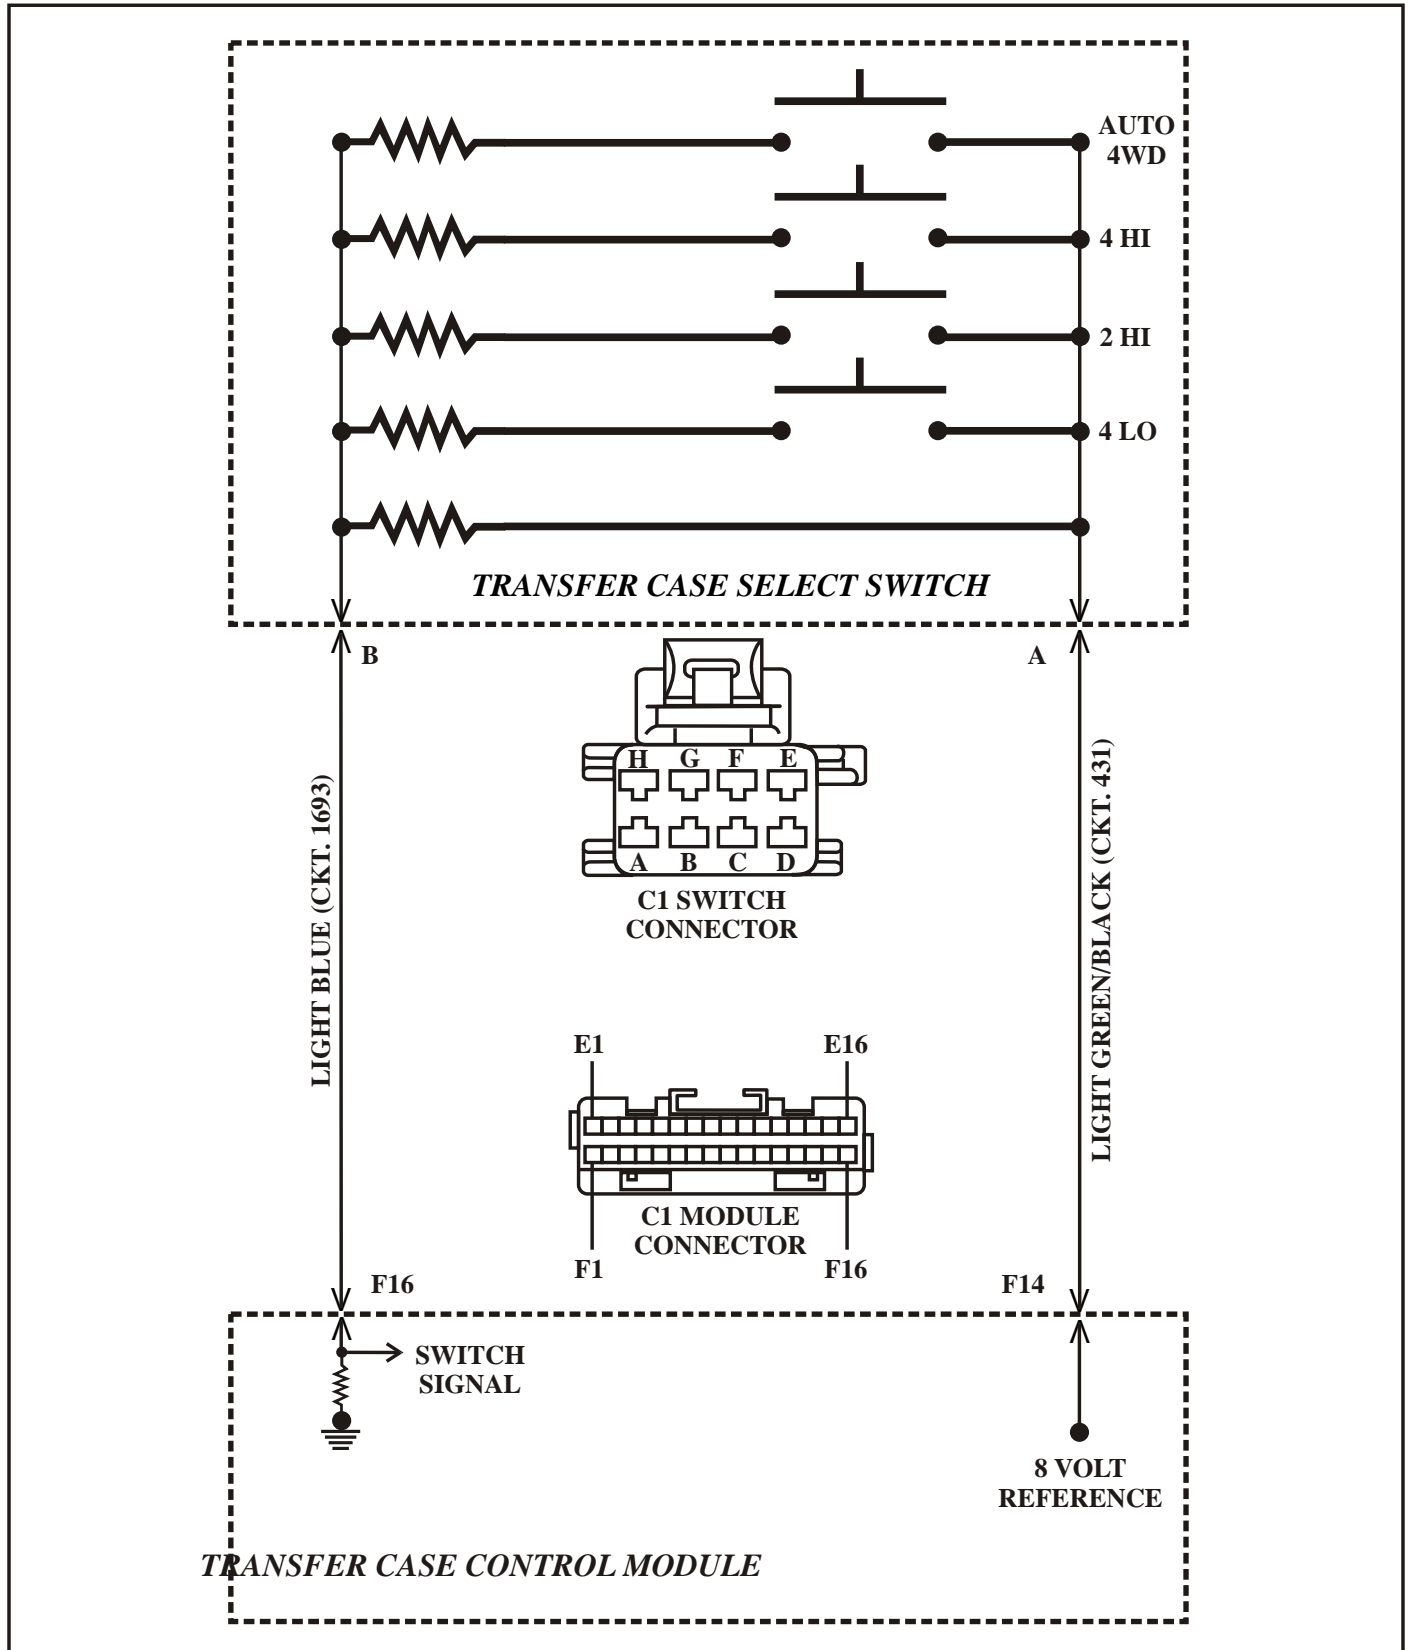 AUTO
4WD
4 HI
2 HI
4 LO
TRANSFER CASE SELECT SWITCH
B
A
H G F E
A B C D
C1 SWITCH
CONNECTOR
LIGHT BLUE (CKT. 1693)
LIGHT GREEN/BLACK (CKT. 431)
E1
E16
C1 MODULE
CONNECTOR
F1
F16
F16
F14
SWITCH
SIGNAL
8 VOLT
REFERENCE
TRANSFER CASE CONTROL MODULE